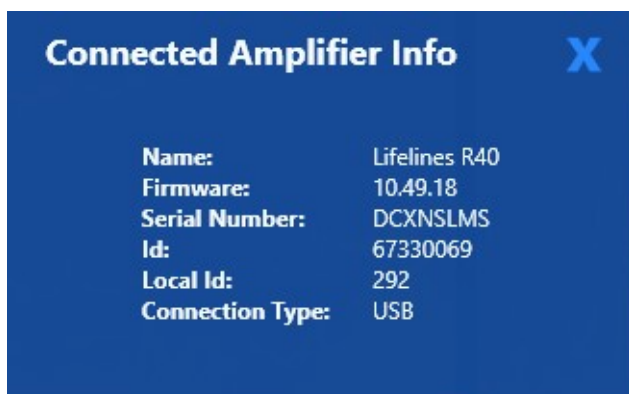 Connected Amplifier Info X
Name: Lifelines R40
Firmware: 10.49.18
Serial Number: DCXNSLMS
Id: 67330069
Local Id: 292
Connection Type: USB